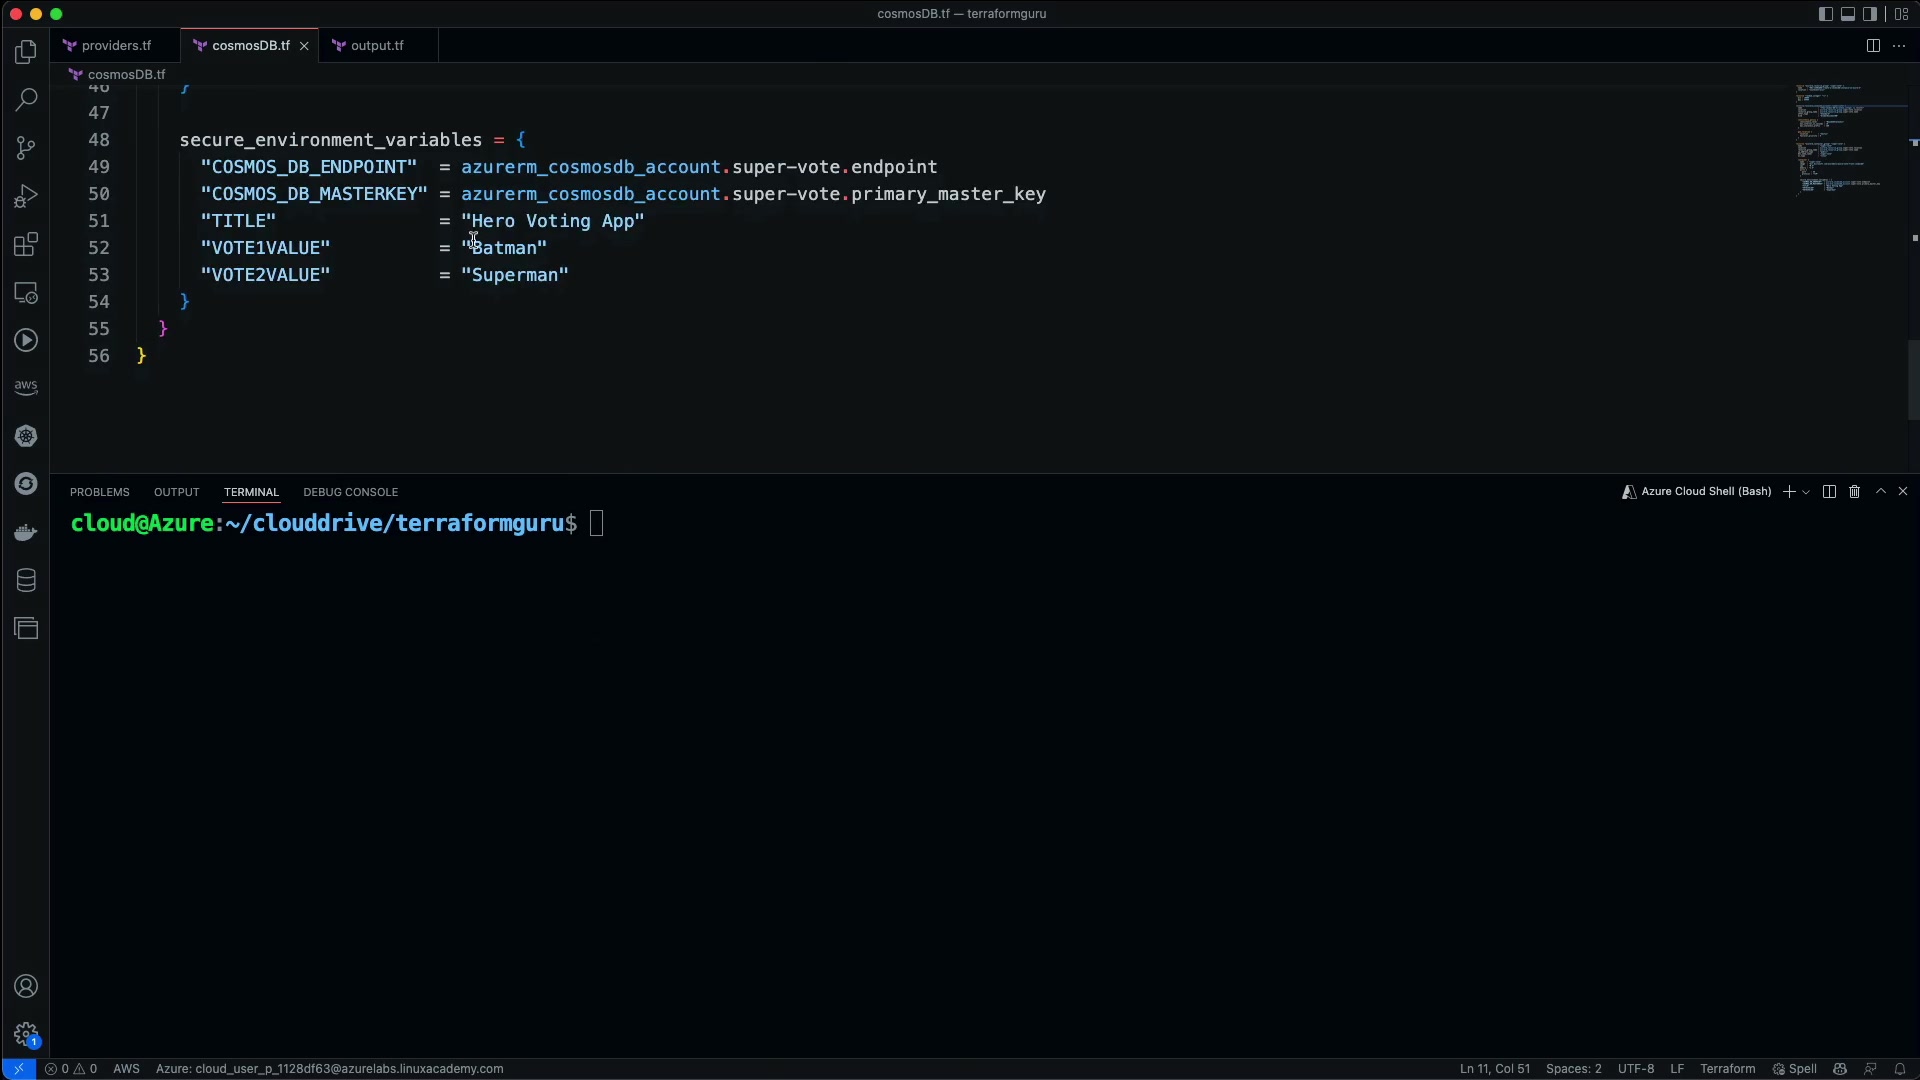 cosmosDB.tf — terraformguru
providers.tf
cosmosDB.tf
output.tf
cosmosDB.tf
46 }
47
48 secure_environment_variables = {
49 "COSMOS_DB_ENDPOINT" = azurerm_cosmosdb_account.super-vote.endpoint
50 "COSMOS_DB_MASTERKEY" = azurerm_cosmosdb_account.super-vote.primary_master_key
51 "TITLE" = "Hero Voting App"
52 "VOTE1VALUE" = "Batman"
53 "VOTE2VALUE" = "Superman"
54 }
55 }
56 }
aws
PROBLEMS OUTPUT TERMINAL DEBUG CONSOLE
Azure Cloud Shell (Bash)
cloud@Azure:~/clouddrive/terraformguru$
1
0 0 AWS Azure: cloud_user_p_1128df63@azurelabs.linuxacademy.com
Ln 11, Col 51 Spaces: 2 UTF-8 LF Terraform Spell